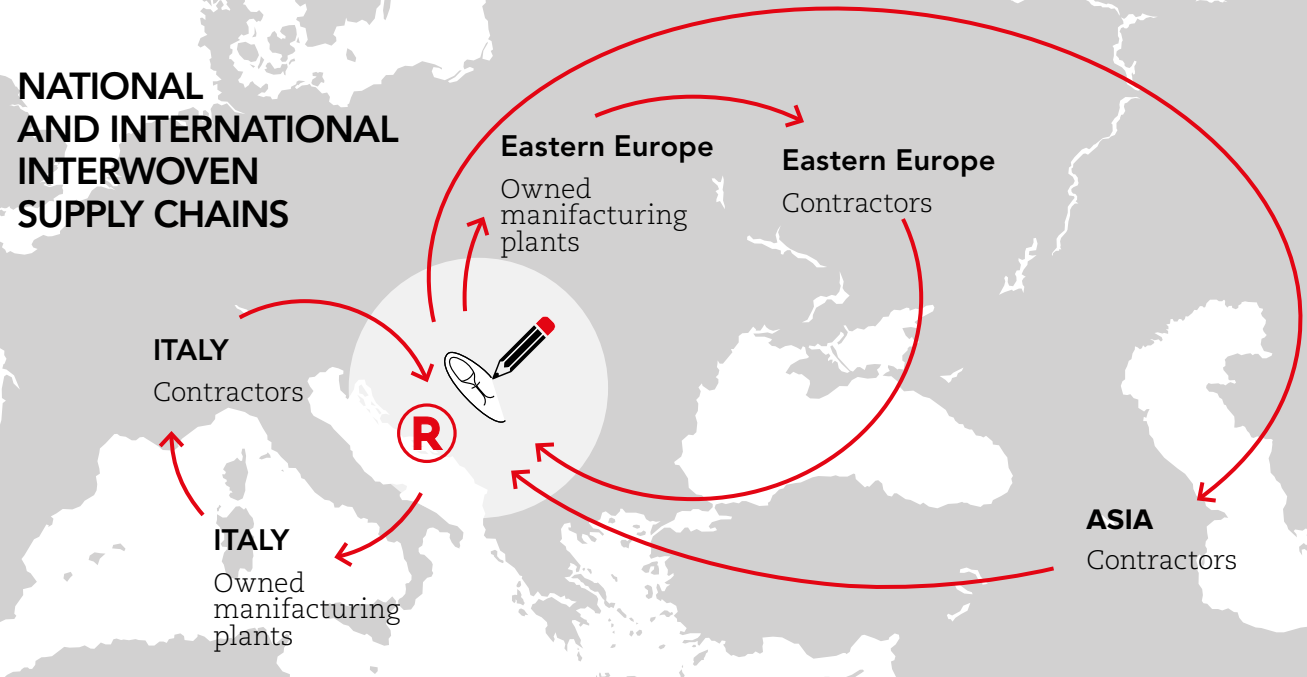 NATIONAL
AND INTERNATIONAL
INTERWOVEN
SUPPLY CHAINS
Eastern Europe
Owned
manifacturing
plants
Eastern Europe
Contractors
ITALY
Contractors
R
ITALY
Owned
manifacturing
plants
ASIA
Contractors